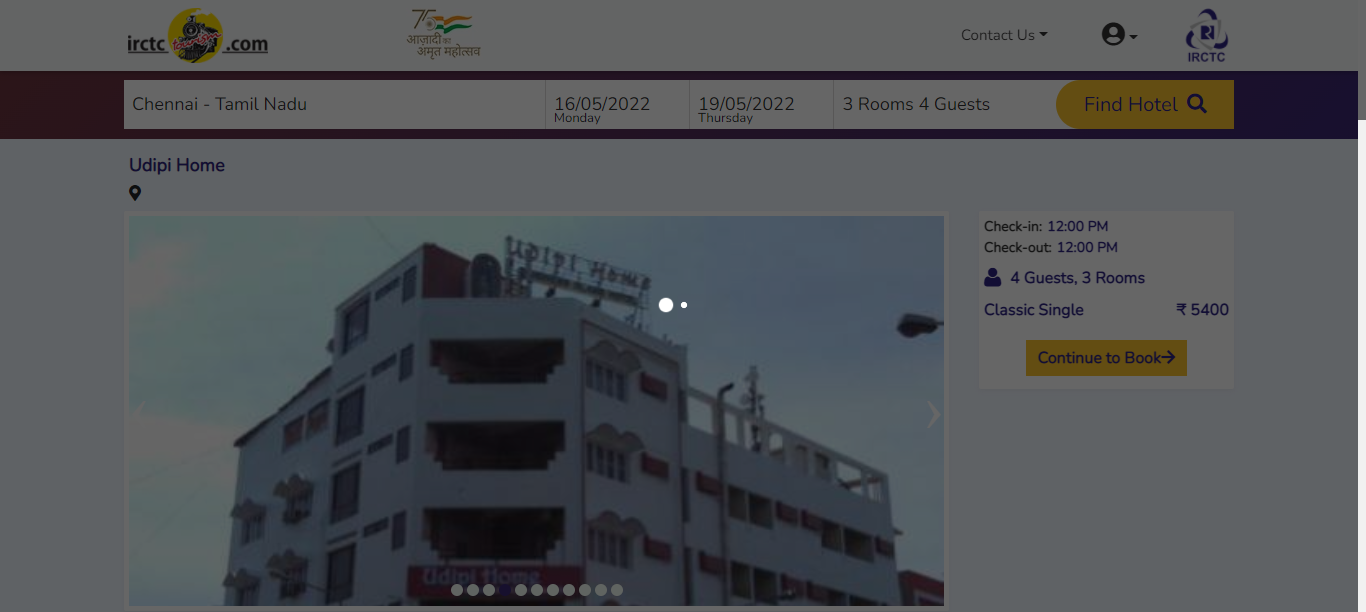 irctc tourism .com
75
आज़ादी का
अमृत महोत्सव
Contact Us
IRCTC
Chennai - Tamil Nadu
16/05/2022
Monday
19/05/2022
Thursday
3 Rooms 4 Guests
Find Hotel
Udipi Home
Check-in: 12:00 PM
Check-out: 12:00 PM
4 Guests, 3 Rooms
Classic Single ₹ 5400
Continue to Book
Udipi Home
Udipi Home